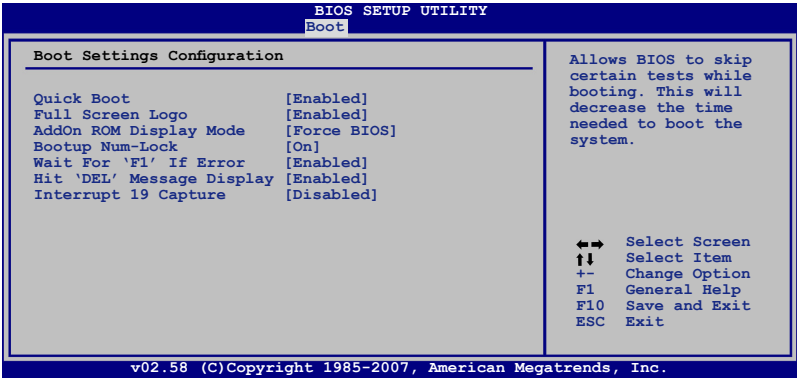 BIOS SETUP UTILITY
Boot
Boot Settings Configuration
Quick Boot [Enabled]
Full Screen Logo [Enabled]
AddOn ROM Display Mode [Force BIOS]
Bootup Num-Lock [On]
Wait For ‘F1’ If Error [Enabled]
Hit ‘DEL’ Message Display [Enabled]
Interrupt 19 Capture [Disabled]
Allows BIOS to skip
certain tests while
booting. This will
decrease the time
needed to boot the
system.
←→ Select Screen
↑↓ Select Item
+- Change Option
F1 General Help
F10 Save and Exit
ESC Exit
v02.58 (C)Copyright 1985-2007, American Megatrends, Inc.